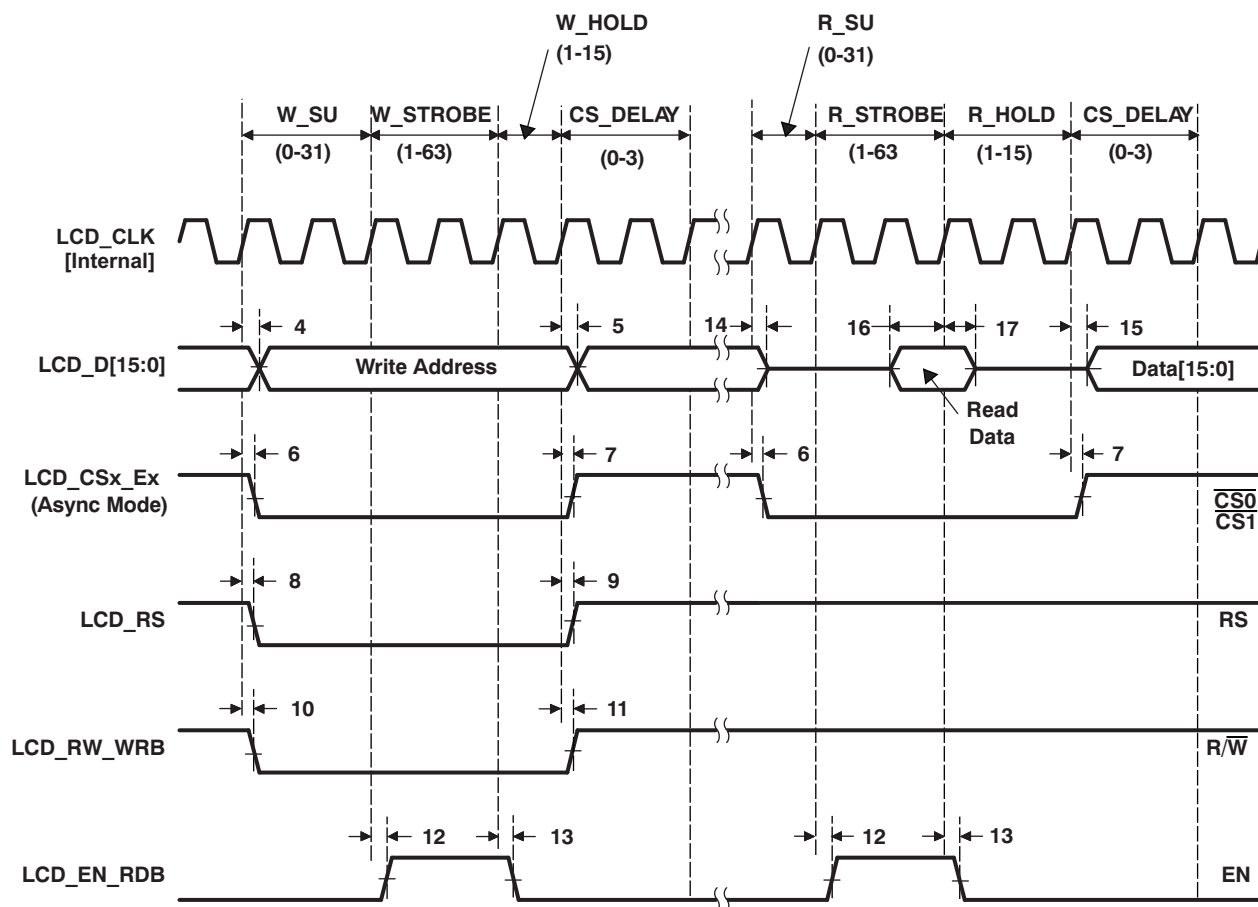 W_HOLD
(1-15)
R_SU
(0-31)
W_SU
(0-31)
W_STROBE
(1-63)
CS_DELAY
(0-3)
R_STROBE
(1-63
R_HOLD
(1-15)
CS_DELAY
(0-3)
LCD_CLK
[Internal]
4
5
14
16
17
15
LCD_D[15:0]
Write Address
Data[15:0]
Read
Data
6
7
6
7
LCD_CSx_Ex
(Async Mode)
CS0
CS1
8
9
LCD_RS
RS
10
11
LCD_RW_WRB
R/W
12
13
12
13
LCD_EN_RDB
EN